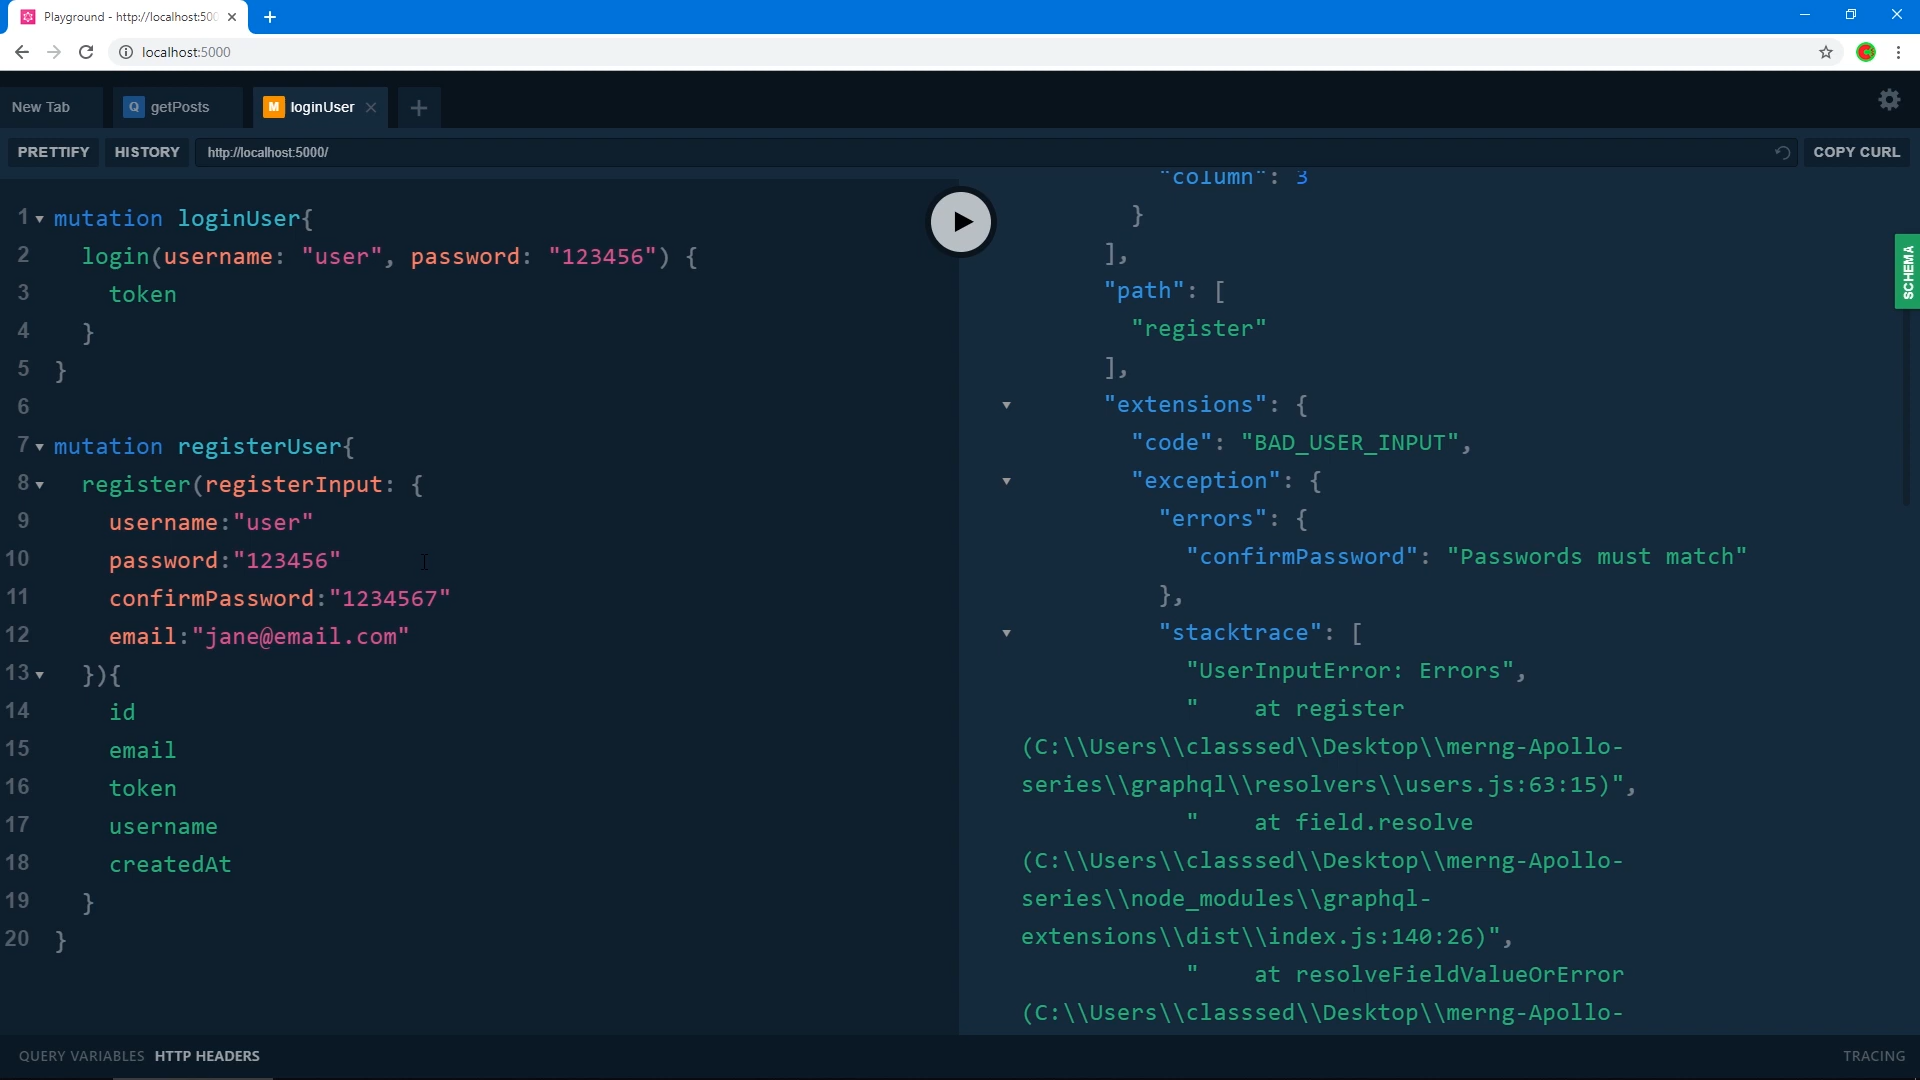 Playground - http://localhost:500
localhost:5000
New Tab
Q getPosts
M loginUser
PRETTIFY HISTORY http://localhost:5000/ COPY CURL
SCHEMA
1 mutation loginUser{
2 login(username: "user", password: "123456") {
3 token
4 }
5 }
6
7 mutation registerUser{
8 register(registerInput: {
9 username:"user"
10 password:"123456"
11 confirmPassword:"1234567"
12 email:"jane@email.com"
13 }){
14 id
15 email
16 token
17 username
18 createdAt
19 }
20 }
"column": 3
}
],
"path": [
"register"
],
"extensions": {
"code": "BAD_USER_INPUT",
"exception": {
"errors": {
"confirmPassword": "Passwords must match"
},
"stacktrace": [
"UserInputError: Errors",
" at register
(C:\\Users\\classsed\\Desktop\\merng-Apollo-
series\\graphql\\resolvers\\users.js:63:15)",
" at field.resolve
(C:\\Users\\classsed\\Desktop\\merng-Apollo-
series\\node_modules\\graphql-
extensions\\dist\\index.js:140:26)",
" at resolveFieldValueOrError
(C:\\Users\\classsed\\Desktop\\merng-Apollo-
QUERY VARIABLES HTTP HEADERS
TRACING